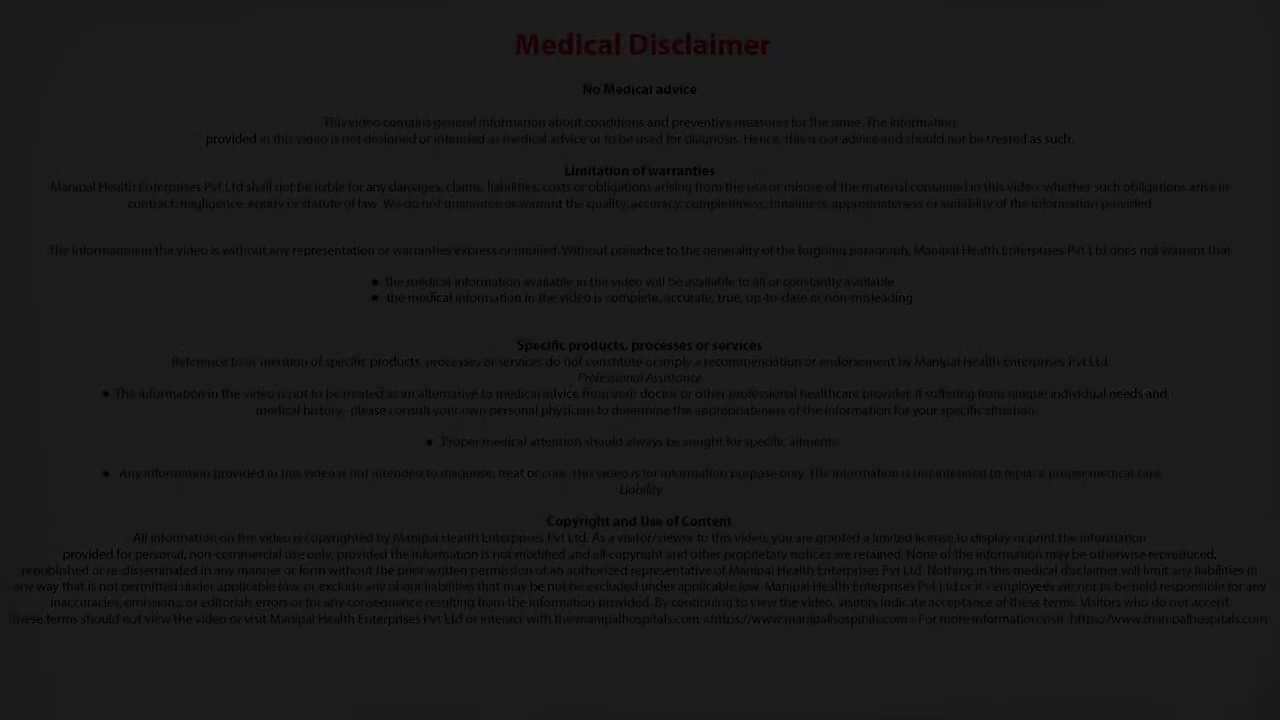 Medical Disclaimer
No Medical advice
This video contains general information about conditions and preventive measures for the same. The information
provided in this video is not designed or intended as medical advice or to be used for diagnosis. Hence, this is not advice and should not be treated as such.
Limitation of warranties
Manipal Health Enterprises Pvt Ltd shall not be liable for any damages, claims, liabilities, costs or obligations arising from the use or misuse of the material contained in this video, whether such obligations arise in
contract, negligence, equity or statute of law. We do not guarantee or warrant the quality, accuracy, completeness, timeliness, appropriateness or suitability of the information provided
The information in the video is without any representation or warranties express or implied. Without prejudice to the generality of the forgoing paragraph, Manipal Health Enterprises Pvt Ltd does not warrant that
● the medical information available in the video will be available to all or constantly available
● the medical information in the video is complete, accurate, true, up-to-date or non-misleading
Specific products, processes or services
Reference to or mention of specific products, processes or services do not constitute or imply a recommendation or endorsement by Manipal Health Enterprises Pvt Ltd
Professional Assistance
● The information in the video is not to be treated as an alternative to medical advice from your doctor or other professional healthcare provider. If suffering from unique individual needs and
medical history, please consult your own personal physician to determine the appropriateness of the information for your specific situation.
● Proper medical attention should always be sought for specific ailments
● Any information provided in this video is not intended to diagnose, treat or cure. This video is for information purpose only. The information is not intended to replace proper medical care.
Liability
Copyright and Use of Content
All information on the video is copyrighted by Manipal Health Enterprises Pvt Ltd. As a visitor/viewer to this video, you are granted a limited license to display or print the information
provided for personal, non-commercial use only, provided the information is not modified and all copyright and other proprietary notices are retained. None of the information may be otherwise reproduced,
republished or re-disseminated in any manner or form without the prior written permission of an authorized representative of Manipal Health Enterprises Pvt Ltd. Nothing in this medical disclaimer will limit any liabilities in
any way that is not permitted under applicable low, or exclude any of our liabilities that may be not be excluded under applicable low. Manipal Health Enterprises Pvt Ltd or it's employees are not to be held responsible for any
inaccuracies, omissions, or editorials errors or for any consequence resulting from the information provided. By continuing to view the video, visitors indicate acceptance of these terms. Visitors who do not accept
these terms should not view the video or visit Manipal Health Enterprises Pvt Ltd or interact with the manipalhospitals.com <https://www.manipalhospitals.com> For more information visit https://www.manipalhospitals.com